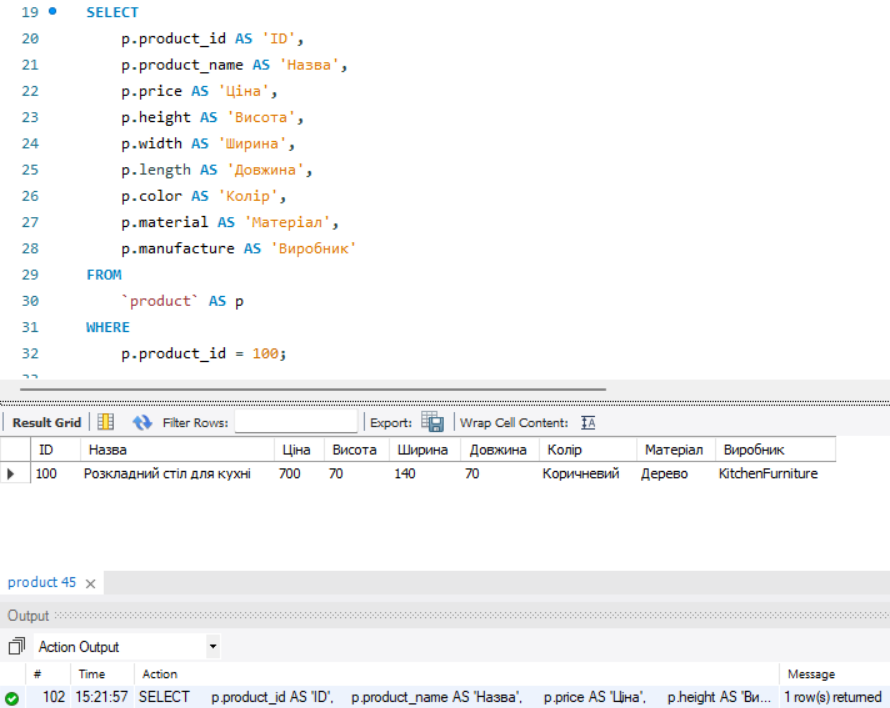 19 SELECT
20 p.product_id AS 'ID',
21 p.product_name AS 'Назва',
22 p.price AS 'Ціна',
23 p.height AS 'Висота',
24 p.width AS 'Ширина',
25 p.length AS 'Довжина',
26 p.color AS 'Колір',
27 p.material AS 'Матеріал',
28 p.manufacture AS 'Виробник'
29 FROM
30 `product` AS p
31 WHERE
32 p.product_id = 100;
Result Grid Filter Rows: Export: Wrap Cell Content:
ID Назва Ціна Висота Ширина Довжина Колір Матеріал Виробник
100 Розкладний стіл для кухні 700 70 140 70 Коричневий Дерево KitchenFurniture
product 45
Output
Action Output
# Time Action Message
102 15:21:57 SELECT p.product_id AS 'ID', p.product_name AS 'Назва', p.price AS 'Ціна', p.height AS 'Ви... 1 row(s) returned